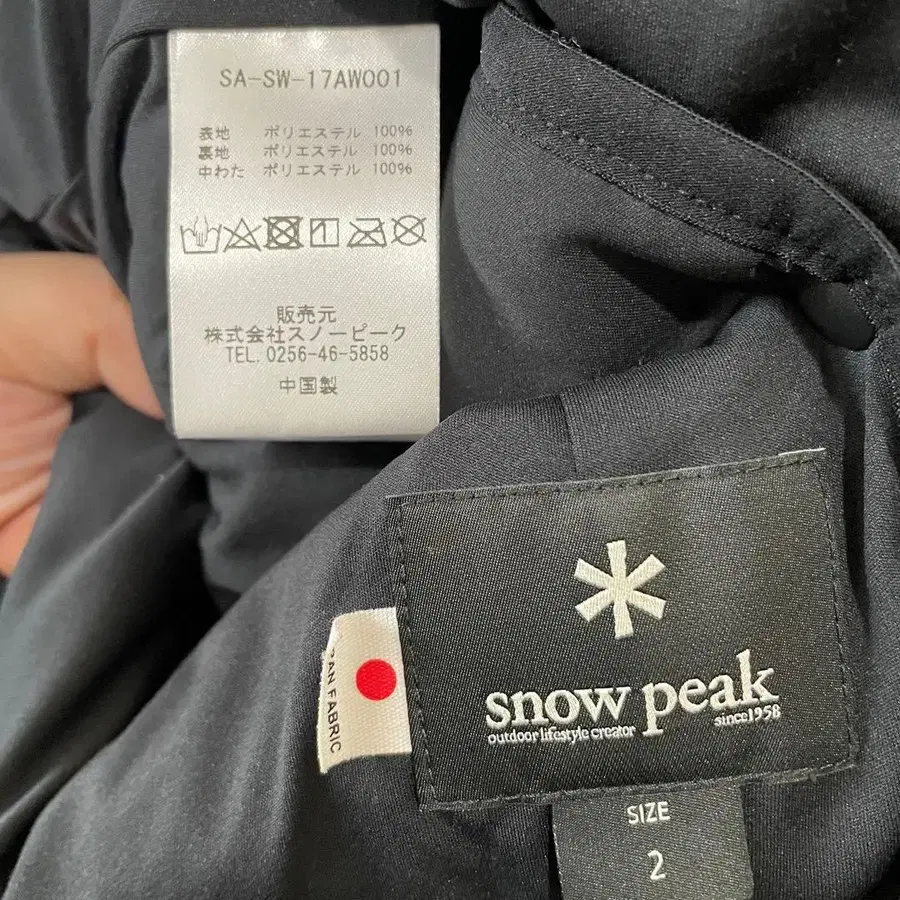 SA-SW-17AW001
表地 ポリエステル 100%
裏地 ポリエステル 100%
中わた ポリエステル 100%
販売元
株式会社スノーピーク
TEL. 0256-46-5858
中国製
PAN FABRIC
snow peak
outdoor lifestyle creator since1958
SIZE
2